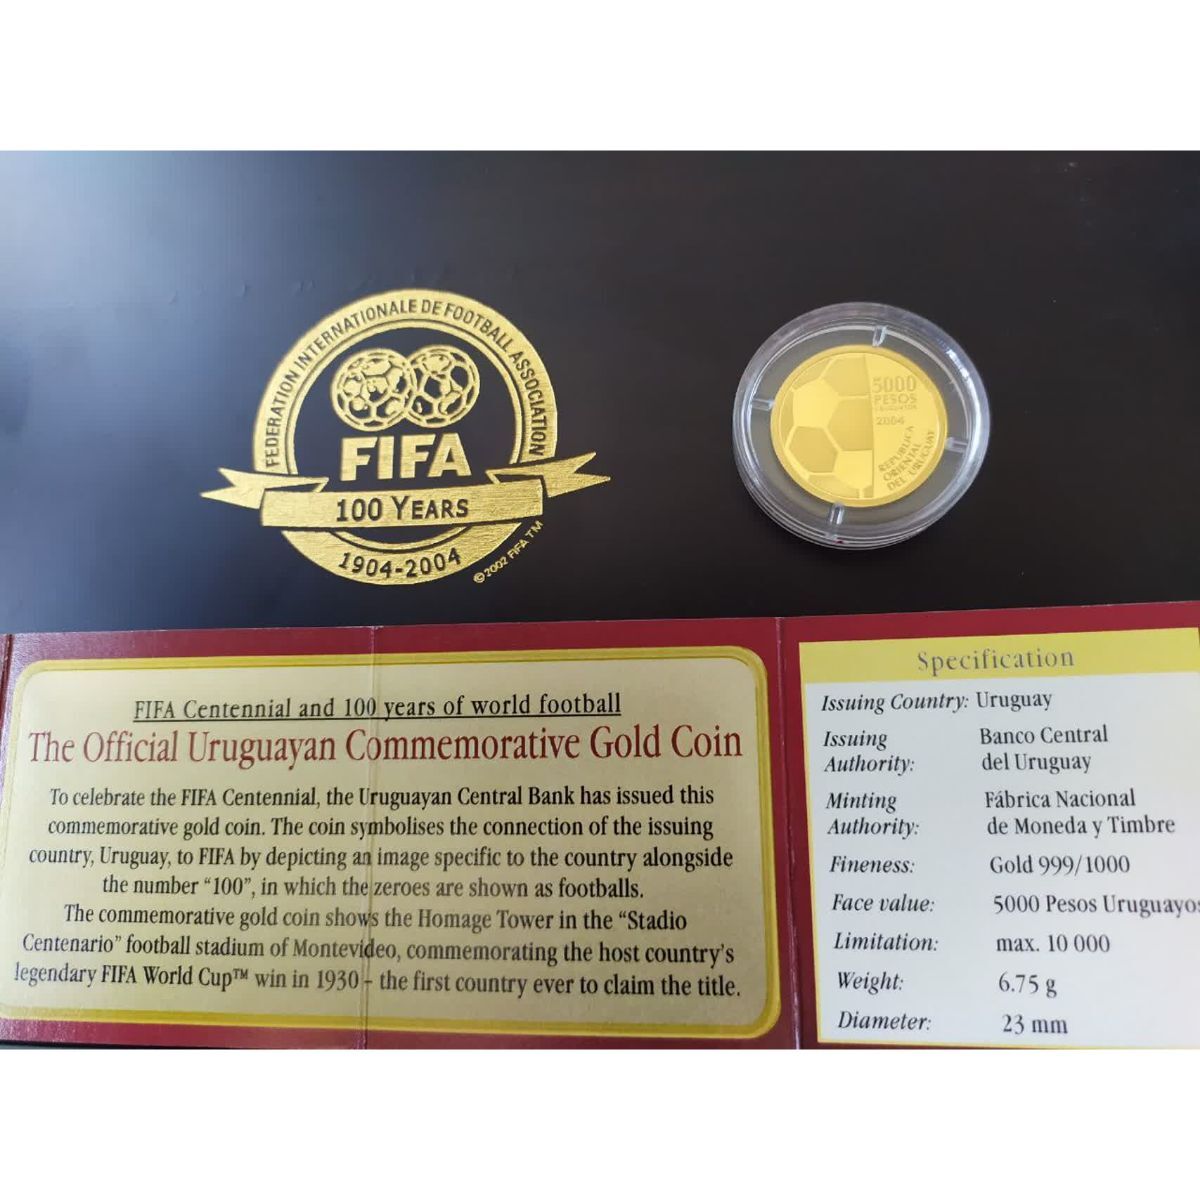 FEDERATION INTERNATIONALE DE FOOTBALL ASSOCIATION
FIFA
100 YEARS
1904-2004
©2002 FIFA TM
5000
PESOS
URUGUAYOS
2004
REPUBLICA
ORIENTAL
DEL URUGUAY
FIFA Centennial and 100 years of world football
The Official Uruguayan Commemorative Gold Coin
To celebrate the FIFA Centennial, the Uruguayan Central Bank has issued this
commemorative gold coin. The coin symbolises the connection of the issuing
country, Uruguay, to FIFA by depicting an image specific to the country alongside
the number “100”, in which the zeroes are shown as footballs.
The commemorative gold coin shows the Homage Tower in the “Stadio
Centenario” football stadium of Montevideo, commemorating the host country’s
legendary FIFA World Cup™ win in 1930 - the first country ever to claim the title.
Specification
Issuing Country: Uruguay
Issuing Banco Central
Authority: del Uruguay
Minting Fábrica Nacional
Authority: de Moneda y Timbre
Fineness: Gold 999/1000
Face value: 5000 Pesos Uruguayos
Limitation: max. 10 000
Weight: 6.75 g
Diameter: 23 mm